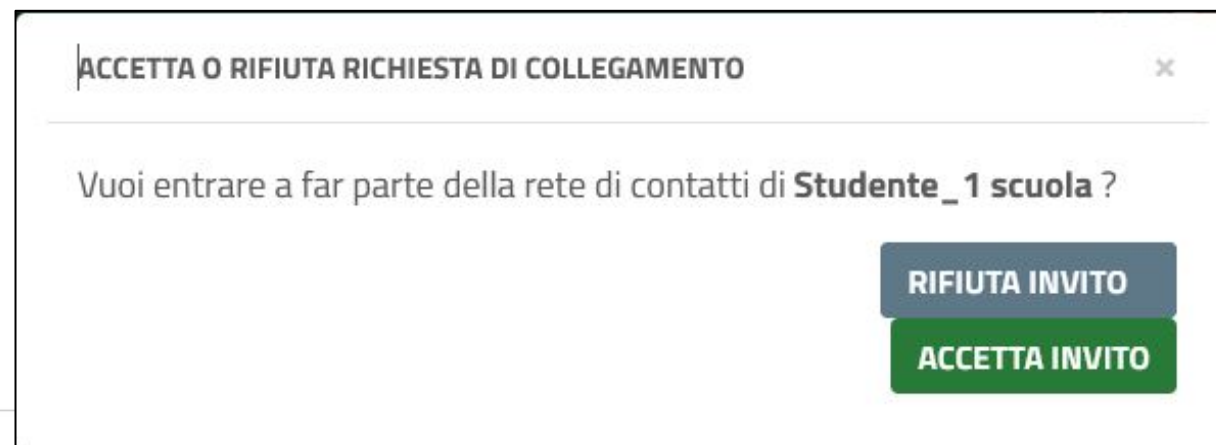 ACCETTA O RIFIUTA RICHIESTA DI COLLEGAMENTO ×
Vuoi entrare a far parte della rete di contatti di Studente_1 scuola ?
RIFIUTA INVITO
ACCETTA INVITO